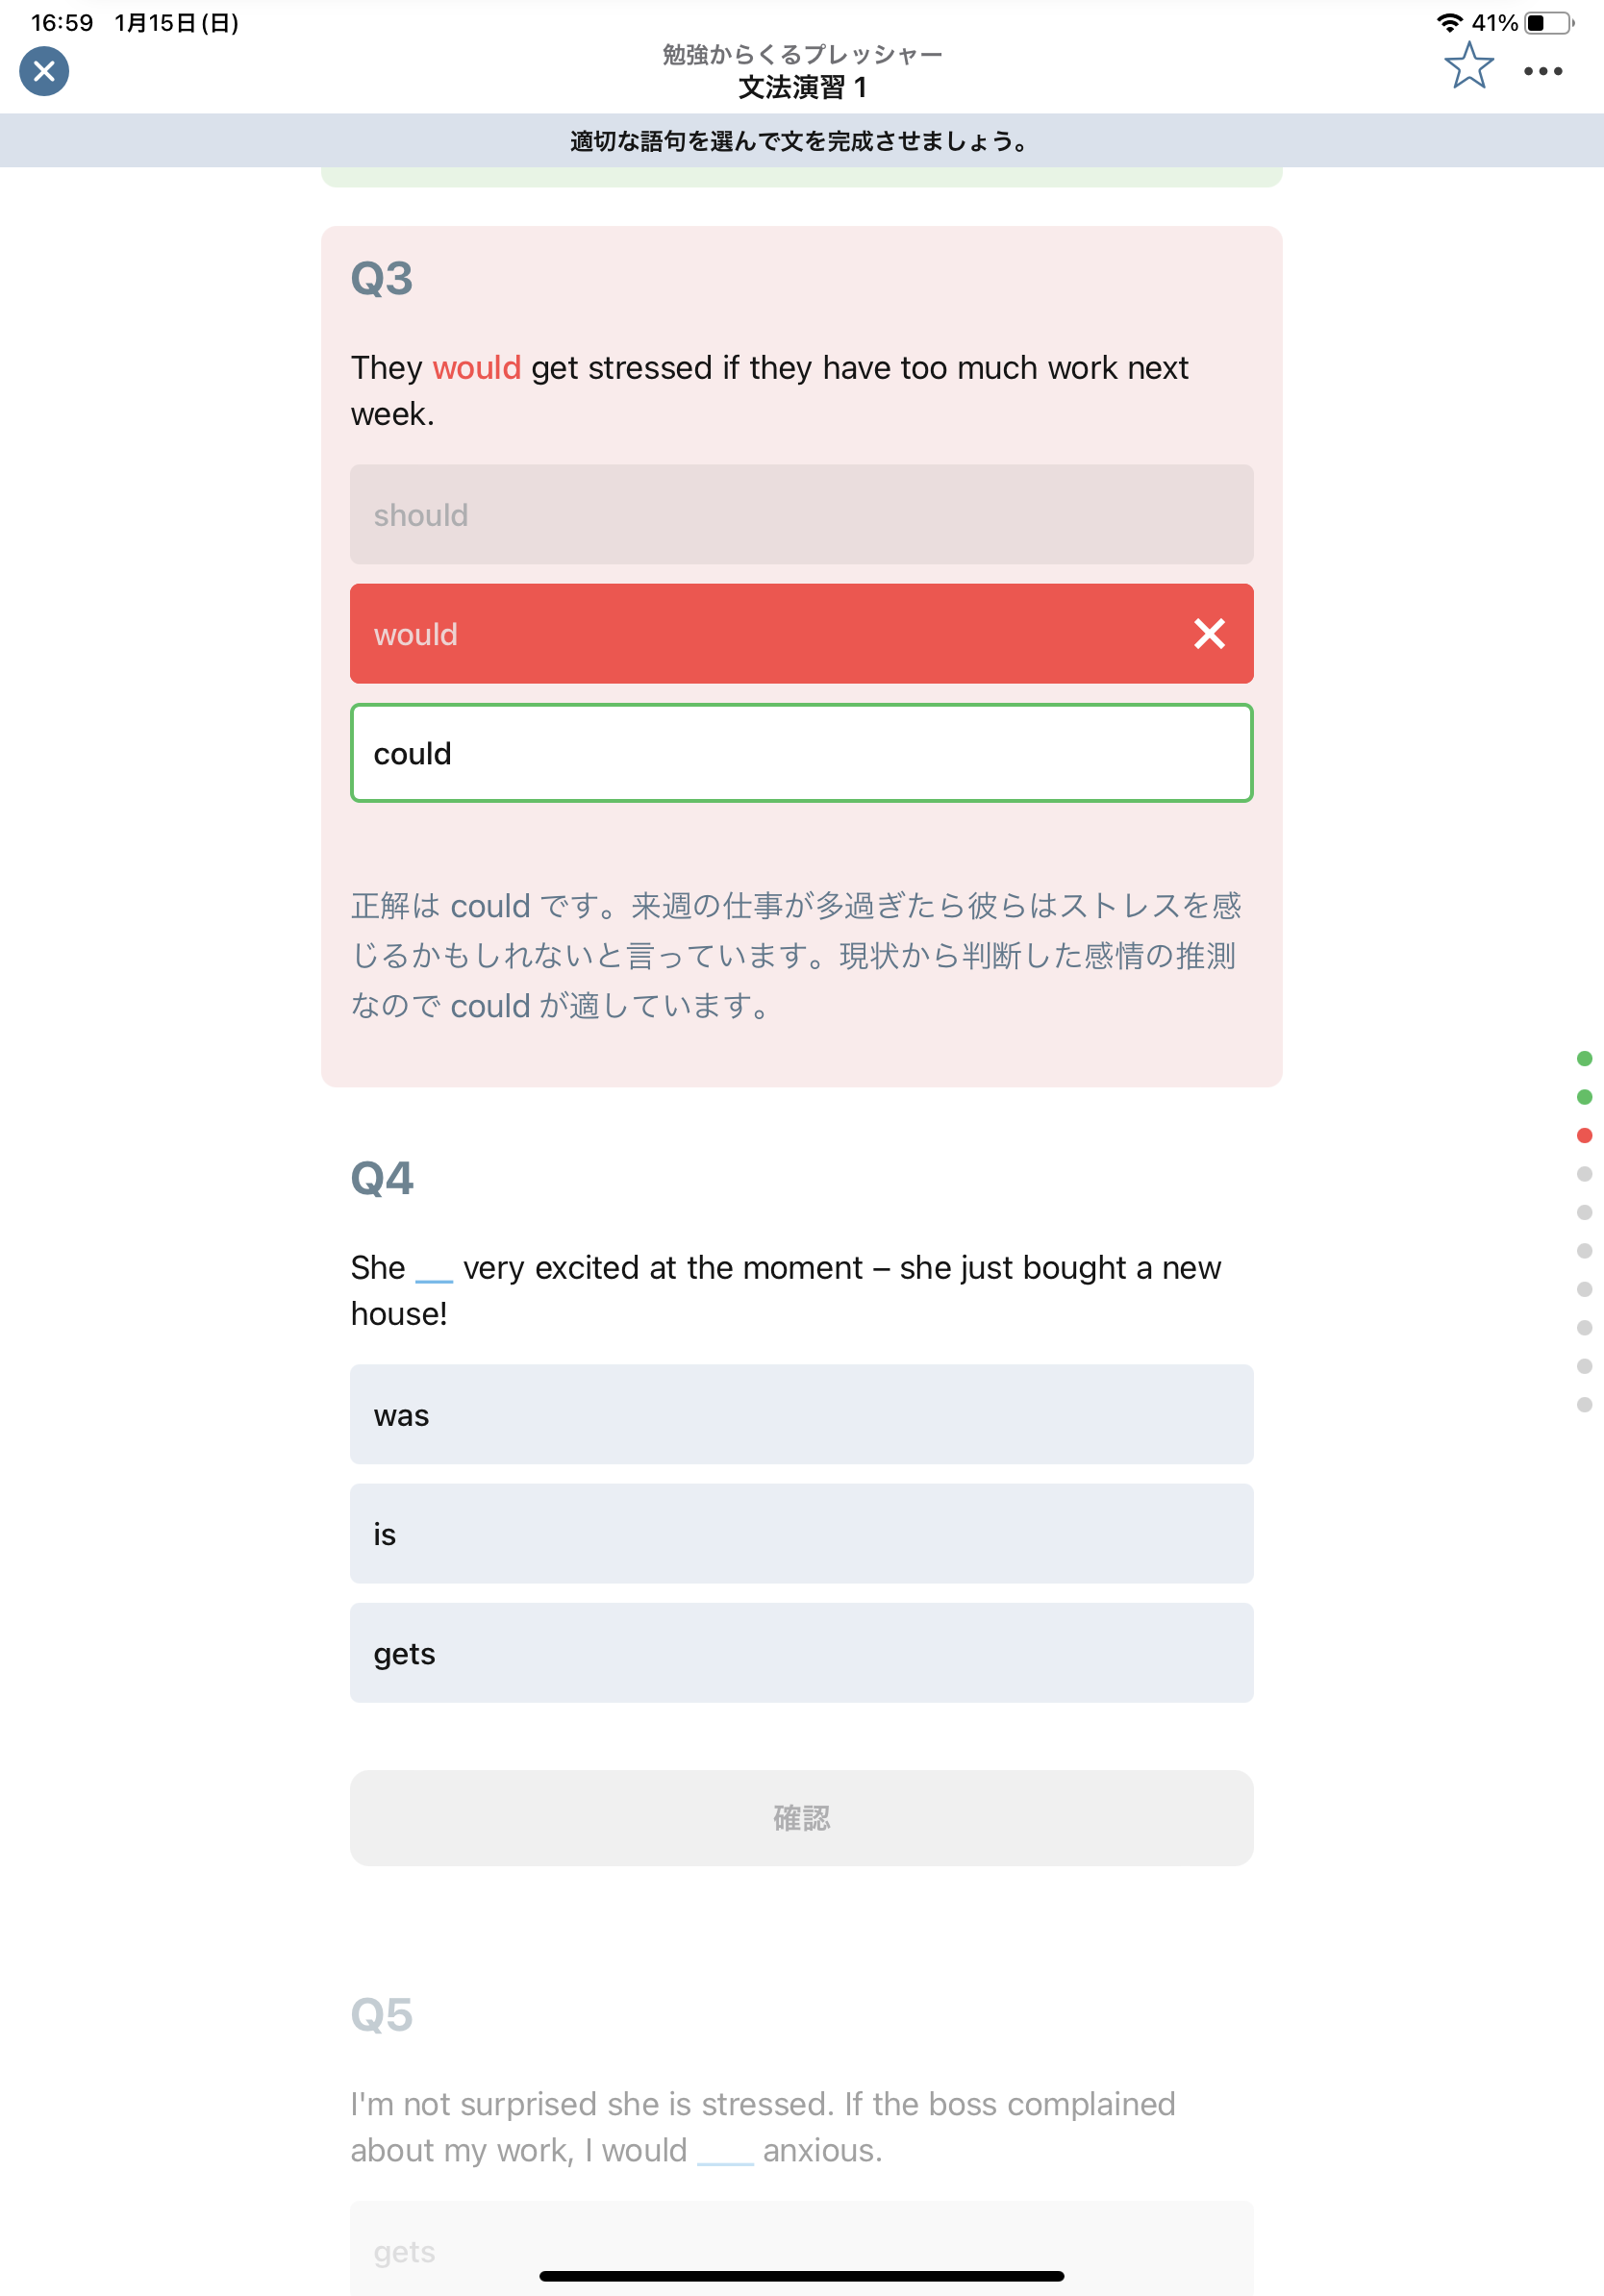 16:59 1月15日(日)
41%
勉強からくるプレッシャー
文法演習 1
適切な語句を選んで文を完成させましょう。
Q3
They would get stressed if they have too much work next
week.
should
would
could
正解は could です。来週の仕事が多過ぎたら彼らはストレスを感
じるかもしれないと言っています。現状から判断した感情の推測
なので could が適しています。
Q4
She __ very excited at the moment – she just bought a new
house!
was
is
gets
確認
Q5
I'm not surprised she is stressed. If the boss complained
about my work, I would ___ anxious.
gets